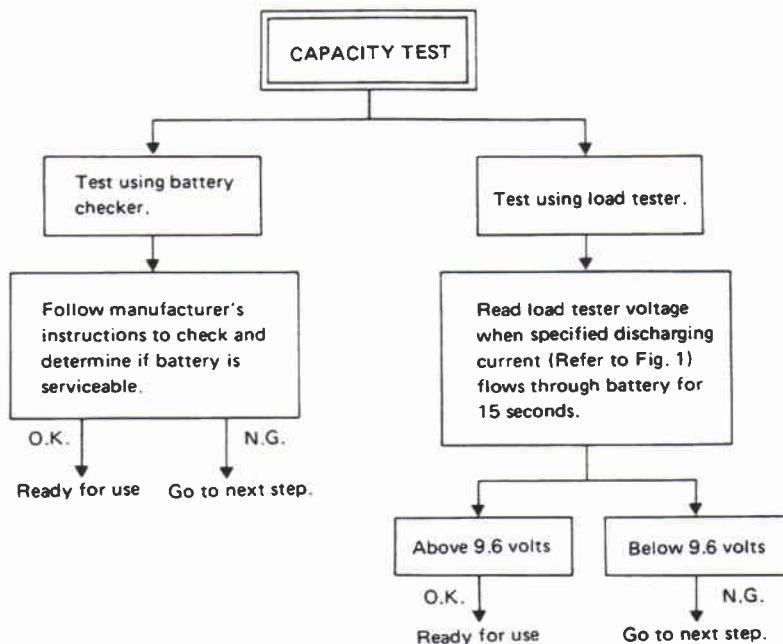 CAPACITY TEST
Test using battery
checker.
Test using load tester.
Follow manufacturer's
instructions to check and
determine if battery is
serviceable.
Read load tester voltage
when specified discharging
current (Refer to Fig. 1)
flows through battery for
15 seconds.
O.K.
N.G.
Ready for use
Go to next step.
Above 9.6 volts
Below 9.6 volts
O.K.
N.G.
Ready for use
Go to next step.